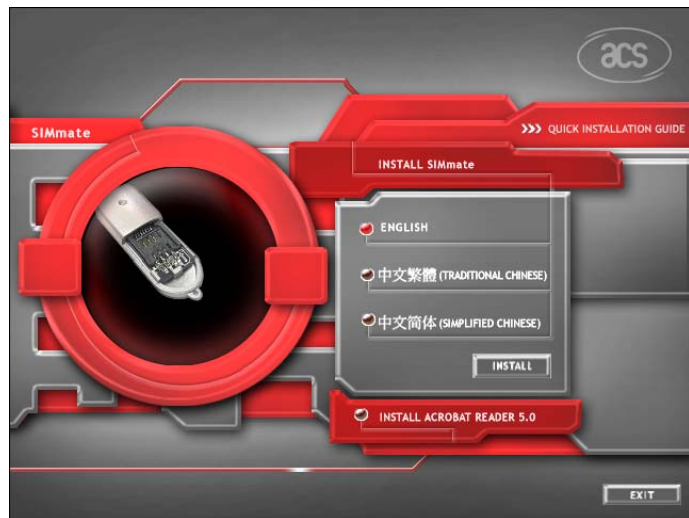 acs
>>> QUICK INSTALLATION GUIDE
SIMmate
INSTALL SIMmate
ENGLISH
中文繁體 (TRADITIONAL CHINESE)
中文简体 (SIMPLIFIED CHINESE)
INSTALL
INSTALL ACROBAT READER 5.0
EXIT